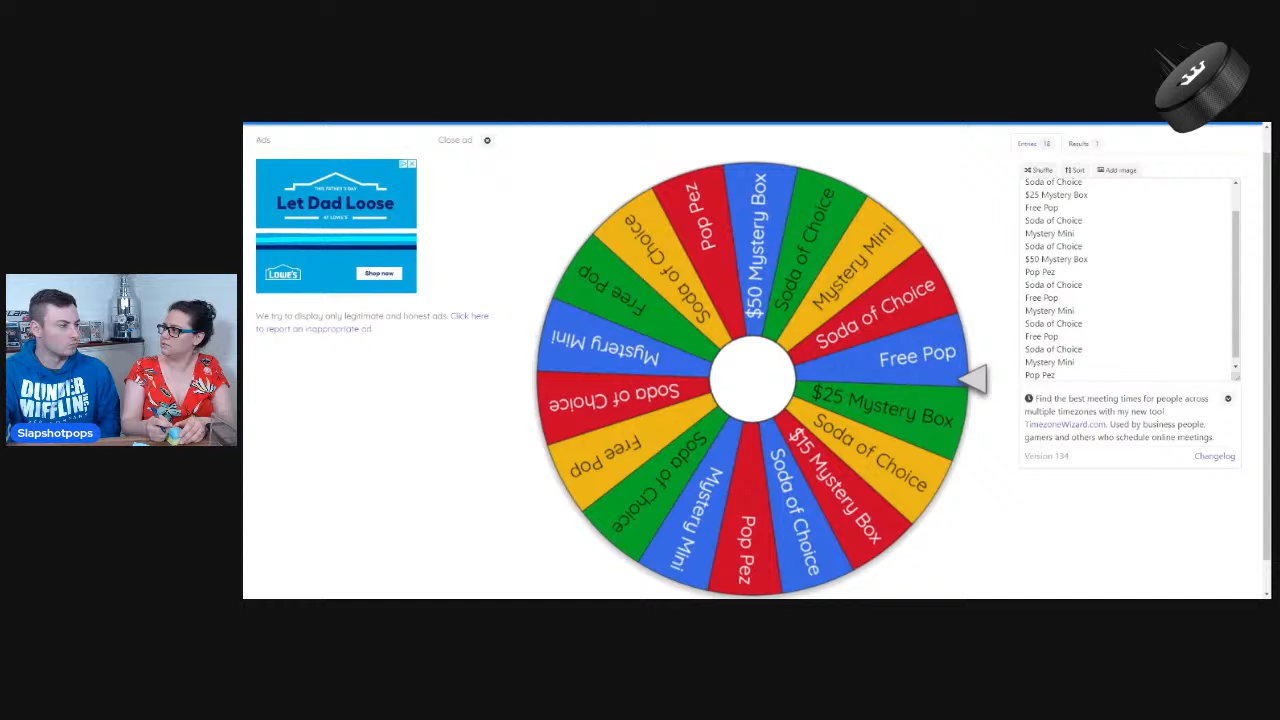 Ads
Close ad
THIS FATHER'S DAY
Let Dad Loose
AT LOWE'S
LOWE'S
Shop now
We try to display only legitimate and honest ads. Click here
to report an inappropriate ad.
DUNDER
MIFFLIN
Slapshotpops
$50 Mystery Box
Soda of Choice
Mystery Mini
Soda of Choice
Free Pop
$25 Mystery Box
Soda of Choice
$15 Mystery Box
Soda of Choice
Pop Pez
Mystery Mini
Soda of Choice
Free Pop
Soda of Choice
Mystery Mini
Free Pop
Soda of Choice
Pop Pez
Entries 18
Results 1
Shuffle
Sort
Add image
Soda of Choice
$25 Mystery Box
Free Pop
Soda of Choice
Mystery Mini
Soda of Choice
$50 Mystery Box
Pop Pez
Soda of Choice
Free Pop
Mystery Mini
Soda of Choice
Free Pop
Soda of Choice
Mystery Mini
Pop Pez
Find the best meeting times for people across
multiple timezones with my new tool
TimezoneWizard.com. Used by business people,
gamers and others who schedule online meetings.
Version 134
Changelog